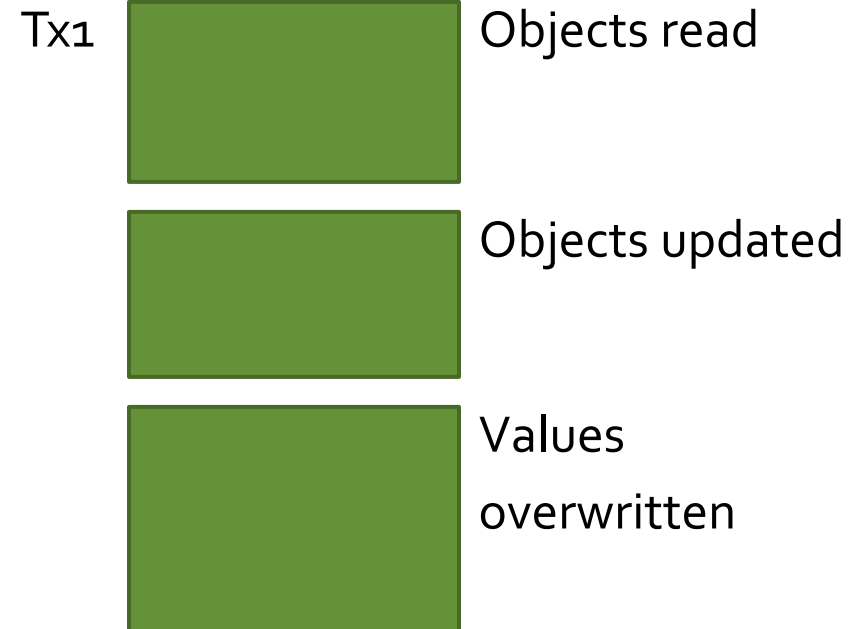 Tx1
Objects read
Objects updated
Values
overwritten